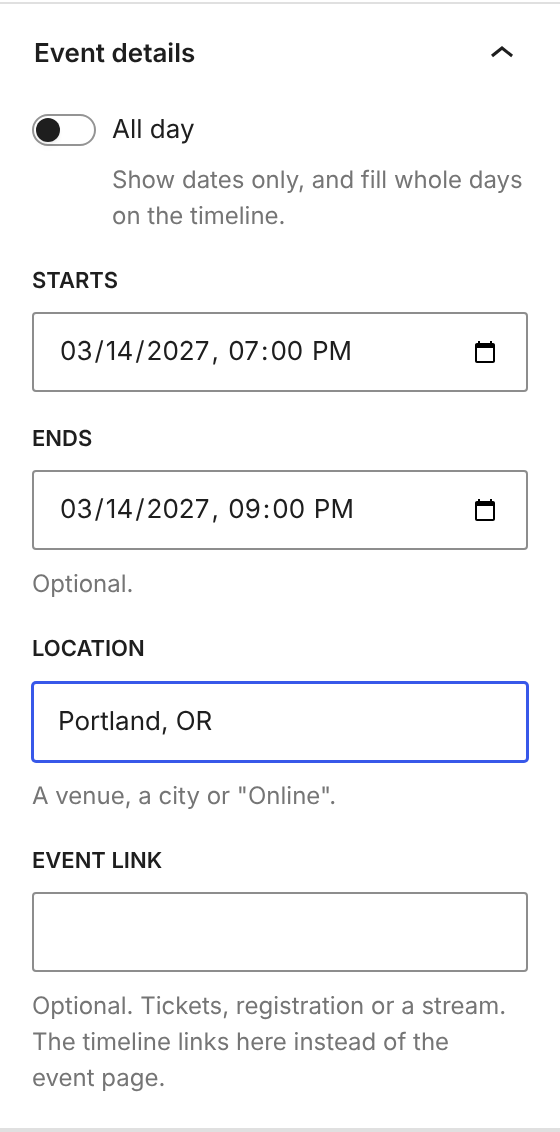 Event details
All day
Show dates only, and fill whole days
on the timeline.
STARTS
03/14/2027, 07:00 PM
ENDS
03/14/2027, 09:00 PM
Optional.
LOCATION
Portland, OR
A venue, a city or "Online".
EVENT LINK
Optional. Tickets, registration or a stream.
The timeline links here instead of the
event page.